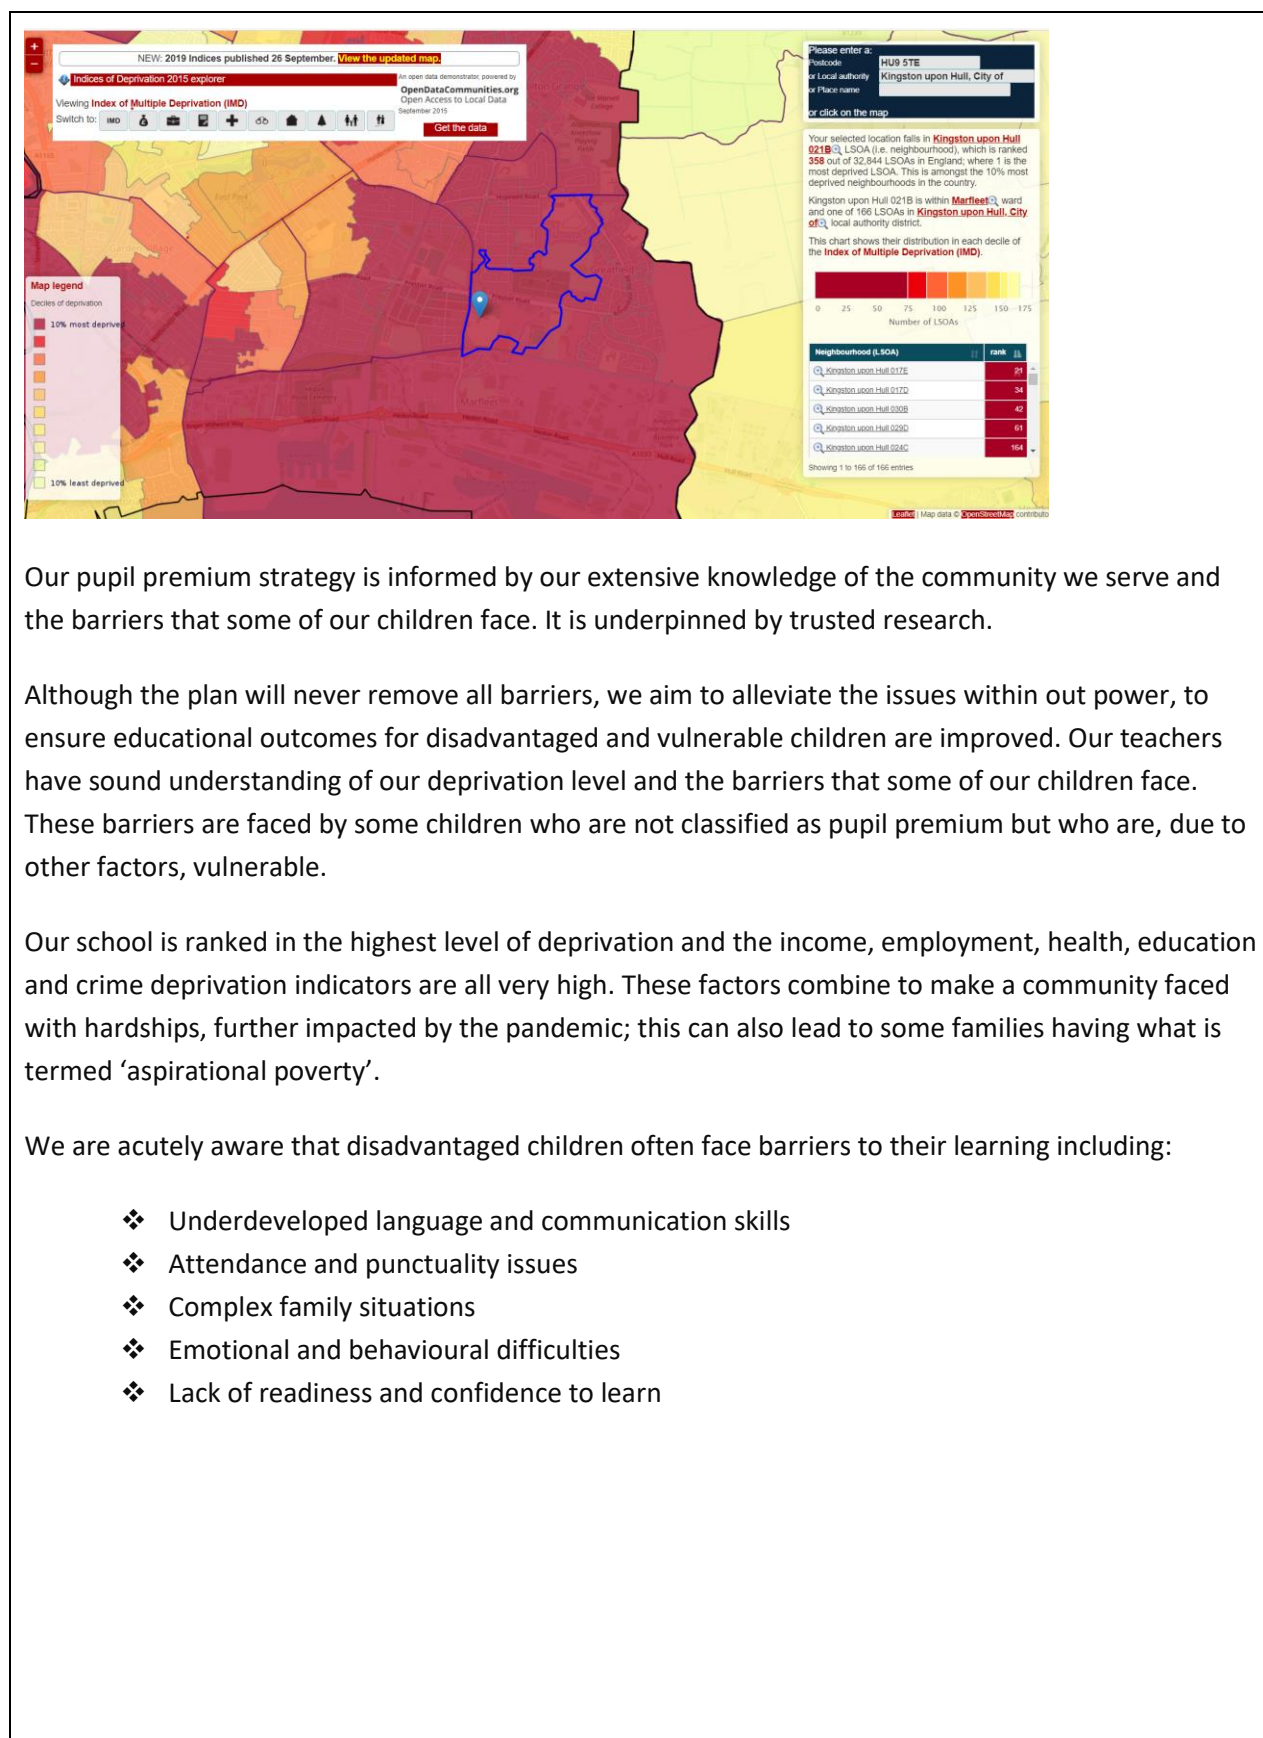 NEW: 2019 Indices published 26 September. View the updated map.
Indices of Deprivation 2015 explorer
An open data demonstrator, powered by
OpenDataCommunities.org
Open Access to Local Data
September 2015
Viewing Index of Multiple Deprivation (IMD)
Switch to: IMD
Get the data
Please enter a:
Postcode HU9 5TE
or Local authority Kingston upon Hull, City of
or Place name
or click on the map
Your selected location falls in Kingston upon Hull
021B LSOA (i.e. neighbourhood), which is ranked
358 out of 32,844 LSOAs in England; where 1 is the
most deprived LSOA. This is amongst the 10% most
deprived neighbourhoods in the country.
Kingston upon Hull 021B is within Marfleet ward
and one of 166 LSOAs in Kingston upon Hull, City
of local authority district.
This chart shows their distribution in each decile of
the Index of Multiple Deprivation (IMD).
0 25 50 75 100 125 150 175
Number of LSOAs
Neighbourhood (LSOA) rank
Kingston upon Hull 017E 21
Kingston upon Hull 017D 34
Kingston upon Hull 030B 42
Kingston upon Hull 029D 61
Kingston upon Hull 024C 164
Showing 1 to 166 of 166 entries
Map legend
Deciles of deprivation
10% most deprived
10% least deprived
Greatfield
Preston Road
Marfleet
Hedon Road
A1033
Hull Road
Leaflet | Map data © OpenStreetMap contributo
Our pupil premium strategy is informed by our extensive knowledge of the community we serve and
the barriers that some of our children face. It is underpinned by trusted research.
Although the plan will never remove all barriers, we aim to alleviate the issues within out power, to
ensure educational outcomes for disadvantaged and vulnerable children are improved. Our teachers
have sound understanding of our deprivation level and the barriers that some of our children face.
These barriers are faced by some children who are not classified as pupil premium but who are, due to
other factors, vulnerable.
Our school is ranked in the highest level of deprivation and the income, employment, health, education
and crime deprivation indicators are all very high. These factors combine to make a community faced
with hardships, further impacted by the pandemic; this can also lead to some families having what is
termed ‘aspirational poverty’.
We are acutely aware that disadvantaged children often face barriers to their learning including:
❖ Underdeveloped language and communication skills
❖ Attendance and punctuality issues
❖ Complex family situations
❖ Emotional and behavioural difficulties
❖ Lack of readiness and confidence to learn